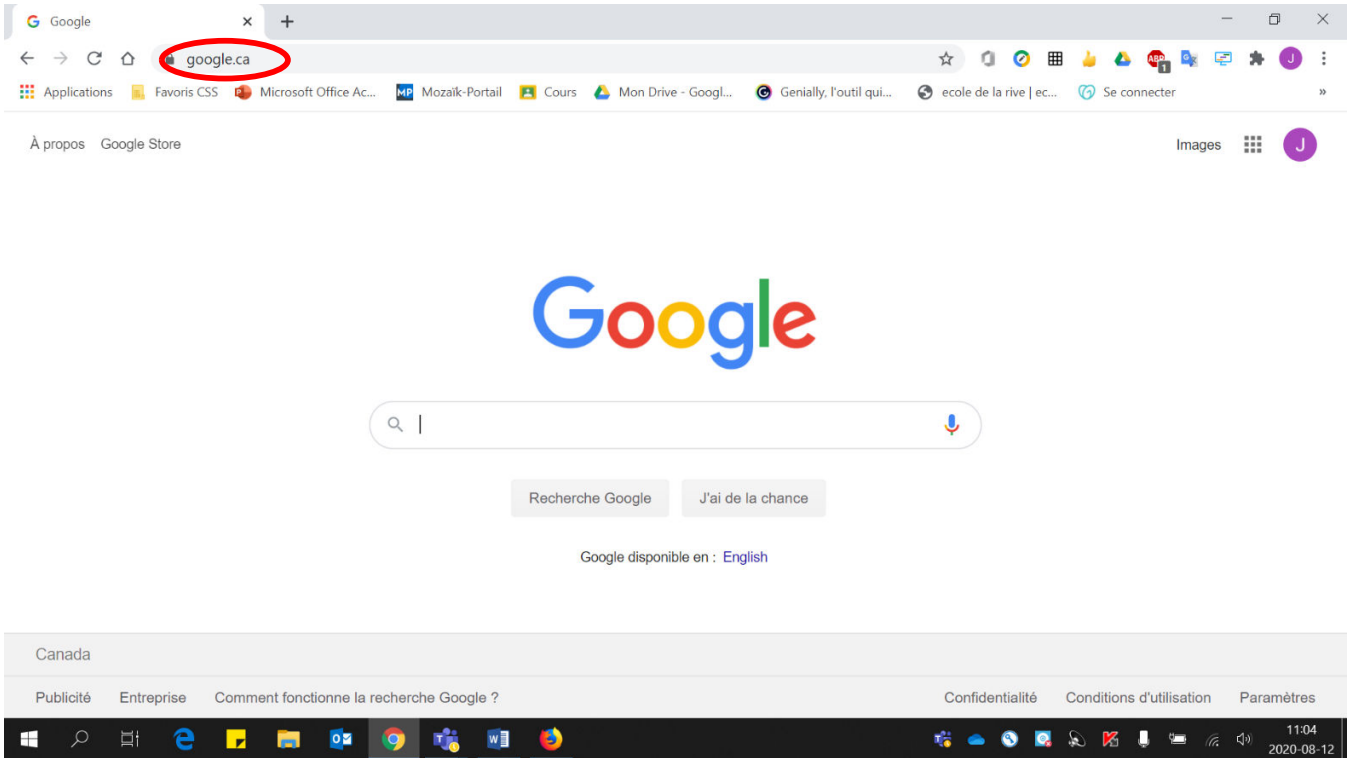 Google
google.ca
Applications Favoris CSS Microsoft Office Ac... Mozaïk-Portail Cours Mon Drive - Googl... Genially, l'outil qui... ecole de la rive | ec... Se connecter »
À propos Google Store Images J
Google
Recherche Google J'ai de la chance
Google disponible en : English
Canada
Publicité Entreprise Comment fonctionne la recherche Google ? Confidentialité Conditions d'utilisation Paramètres
11:04
2020-08-12